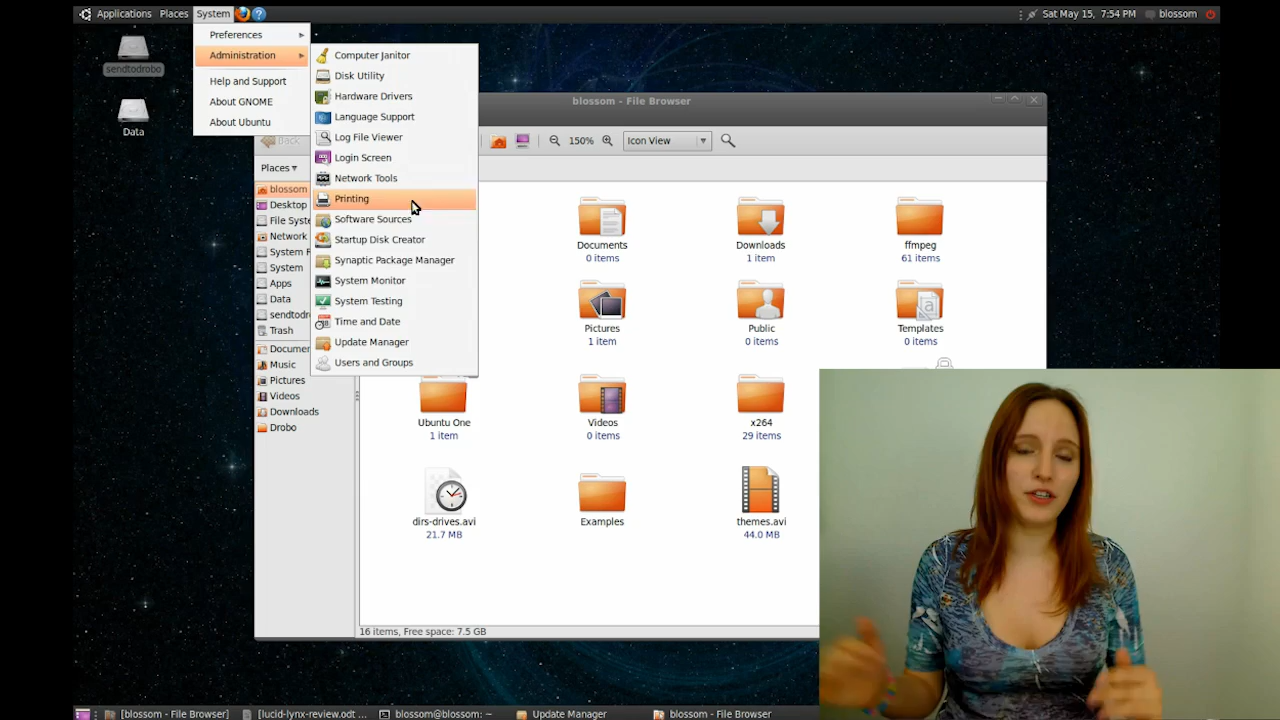 Applications Places System
Sat May 15, 7:54 PM blossom
sendtodrobo
Data
Preferences
Administration
Help and Support
About GNOME
About Ubuntu
Computer Janitor
Disk Utility
Hardware Drivers
Language Support
Log File Viewer
Login Screen
Network Tools
Printing
Software Sources
Startup Disk Creator
Synaptic Package Manager
System Monitor
System Testing
Time and Date
Update Manager
Users and Groups
blossom - File Browser
Back
150%
Icon View
Places
blossom
Desktop
File Syste
Network
System R
System
Apps
Data
sendtodro
Trash
Documen
Music
Pictures
Videos
Downloads
Drobo
Documents
0 items
Downloads
1 item
ffmpeg
61 items
Pictures
1 item
Public
0 items
Templates
0 items
Ubuntu One
1 item
Videos
0 items
x264
29 items
dirs-drives.avi
21.7 MB
Examples
themes.avi
44.0 MB
16 items, Free space: 7.5 GB
[blossom - File Browser]
[lucid-lynx-review.odt ...
blossom@blossom: ~
Update Manager
blossom - File Browser